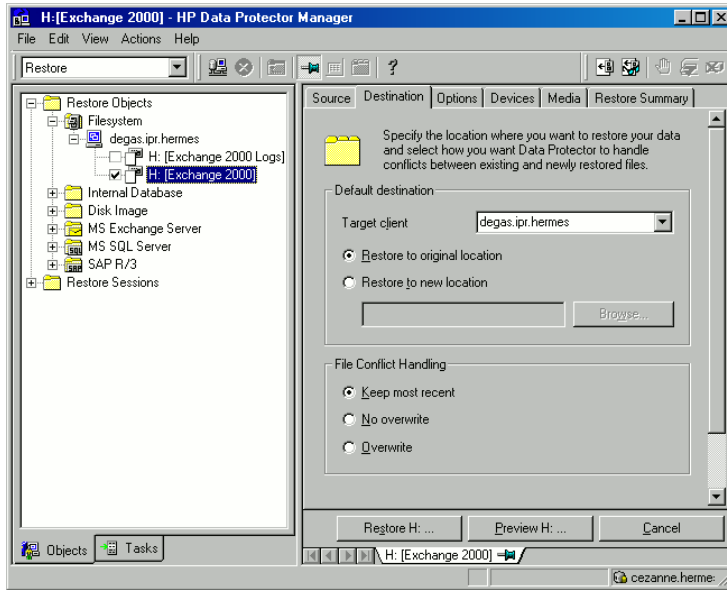 H:[Exchange 2000] - HP Data Protector Manager
File Edit View Actions Help
Restore
Restore Objects
Filesystem
degas.ipr.hermes
H: [Exchange 2000 Logs]
H: [Exchange 2000]
Internal Database
Disk Image
MS Exchange Server
MS SQL Server
SAP R/3
Restore Sessions
Objects
Tasks
Source
Destination
Options
Devices
Media
Restore Summary
Specify the location where you want to restore your data
and select how you want Data Protector to handle
conflicts between existing and newly restored files.
Default destination
Target client
degas.ipr.hermes
Restore to original location
Restore to new location
Browse...
File Conflict Handling
Keep most recent
No overwrite
Overwrite
Restore H: ...
Preview H: ...
Cancel
H: [Exchange 2000]
cezanne.herme: